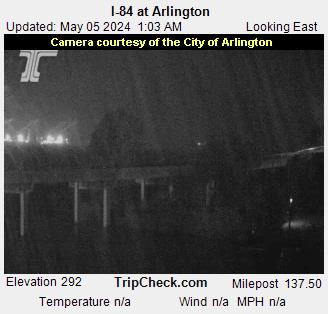 I-84 at Arlington
Updated: May 05 2024 1:03 AM Looking East
Camera courtesy of the City of Arlington
Elevation 292 TripCheck.com Milepost 137.50
Temperature n/a Wind n/a MPH n/a